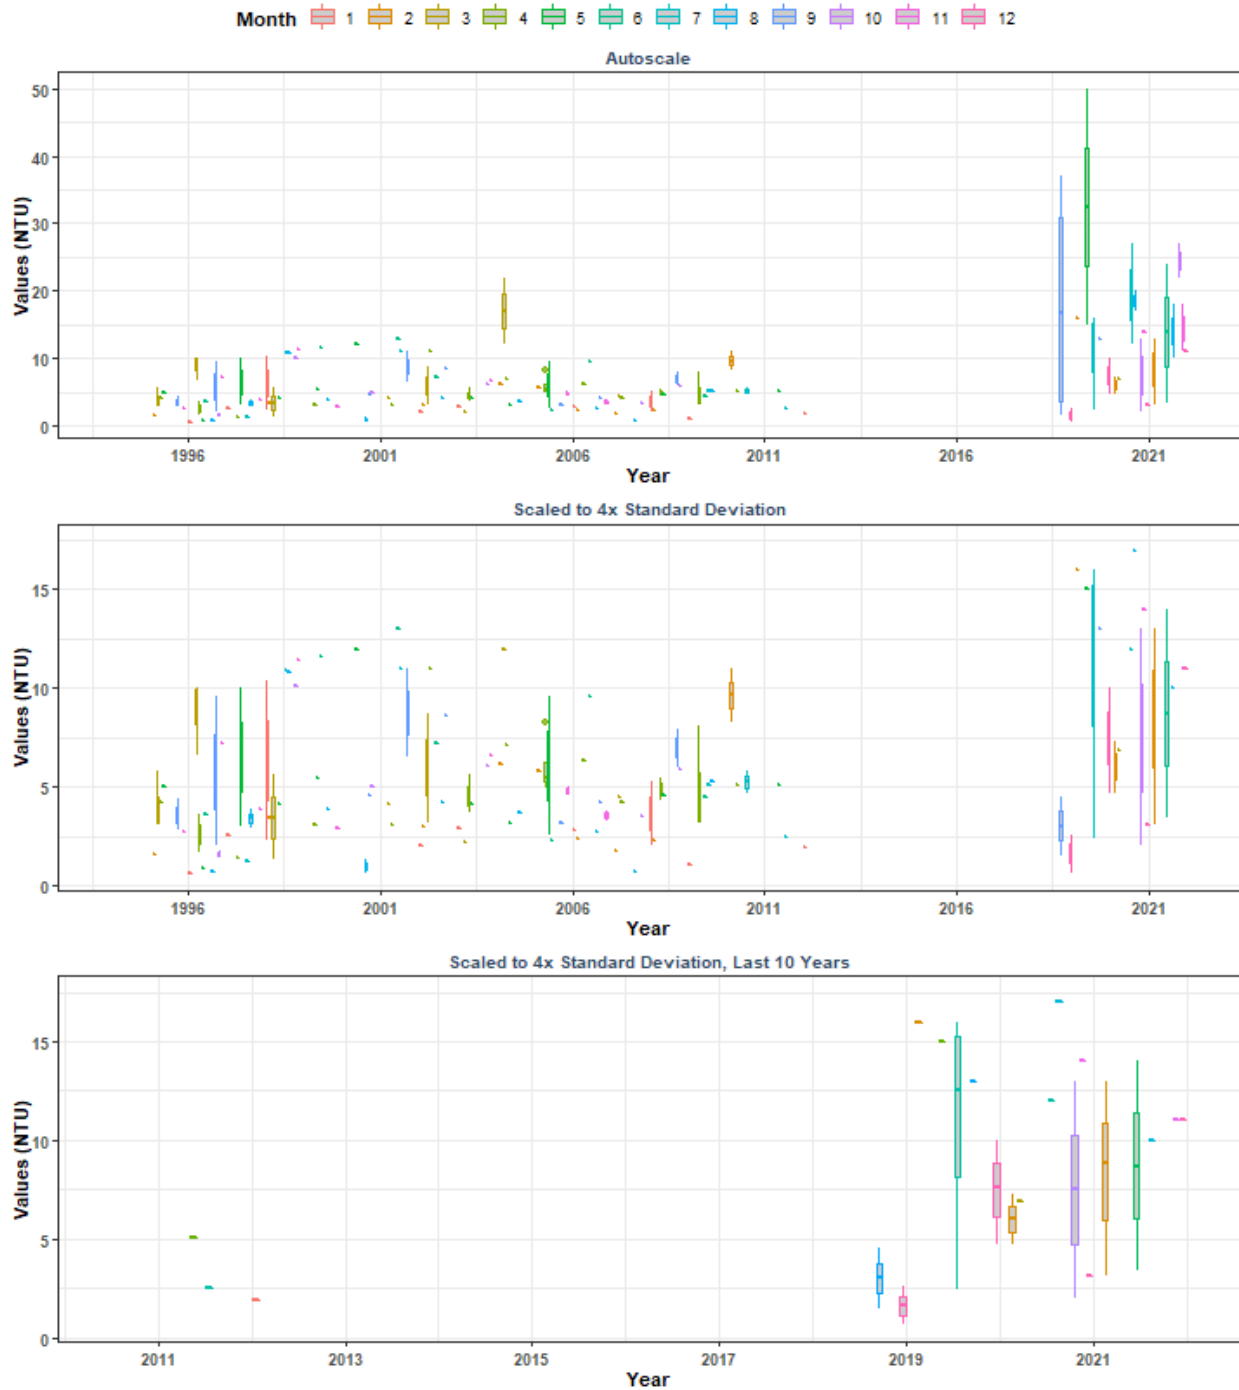 Month 1 2 3 4 5 6 7 8 9 10 11 12
Autoscale
50
40
30
20
10
0
Values (NTU)
1996 2001 2006 2011 2016 2021
Year
Scaled to 4x Standard Deviation
15
10
5
0
Values (NTU)
1996 2001 2006 2011 2016 2021
Year
Scaled to 4x Standard Deviation, Last 10 Years
15
10
5
0
Values (NTU)
2011 2013 2015 2017 2019 2021
Year